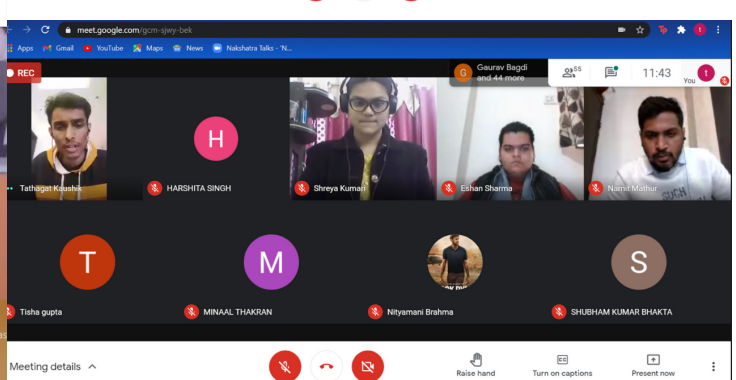 meet.google.com/gcm-sjwy-bek
Apps Gmail YouTube Maps News Nakshatra Talks - 'N...
REC
G Gaurav Bagdi
and 44 more
55
11:43
You t
H
Tathagat Kaushik
HARSHITA SINGH
Shreya Kumari
Eshan Sharma
Namit Mathur
SUCH
T
M
S
Tisha gupta
MINAAL THAKRAN
Nityamani Brahma
SHUBHAM KUMAR BHAKTA
Meeting details
Raise hand
Turn on captions
Present now